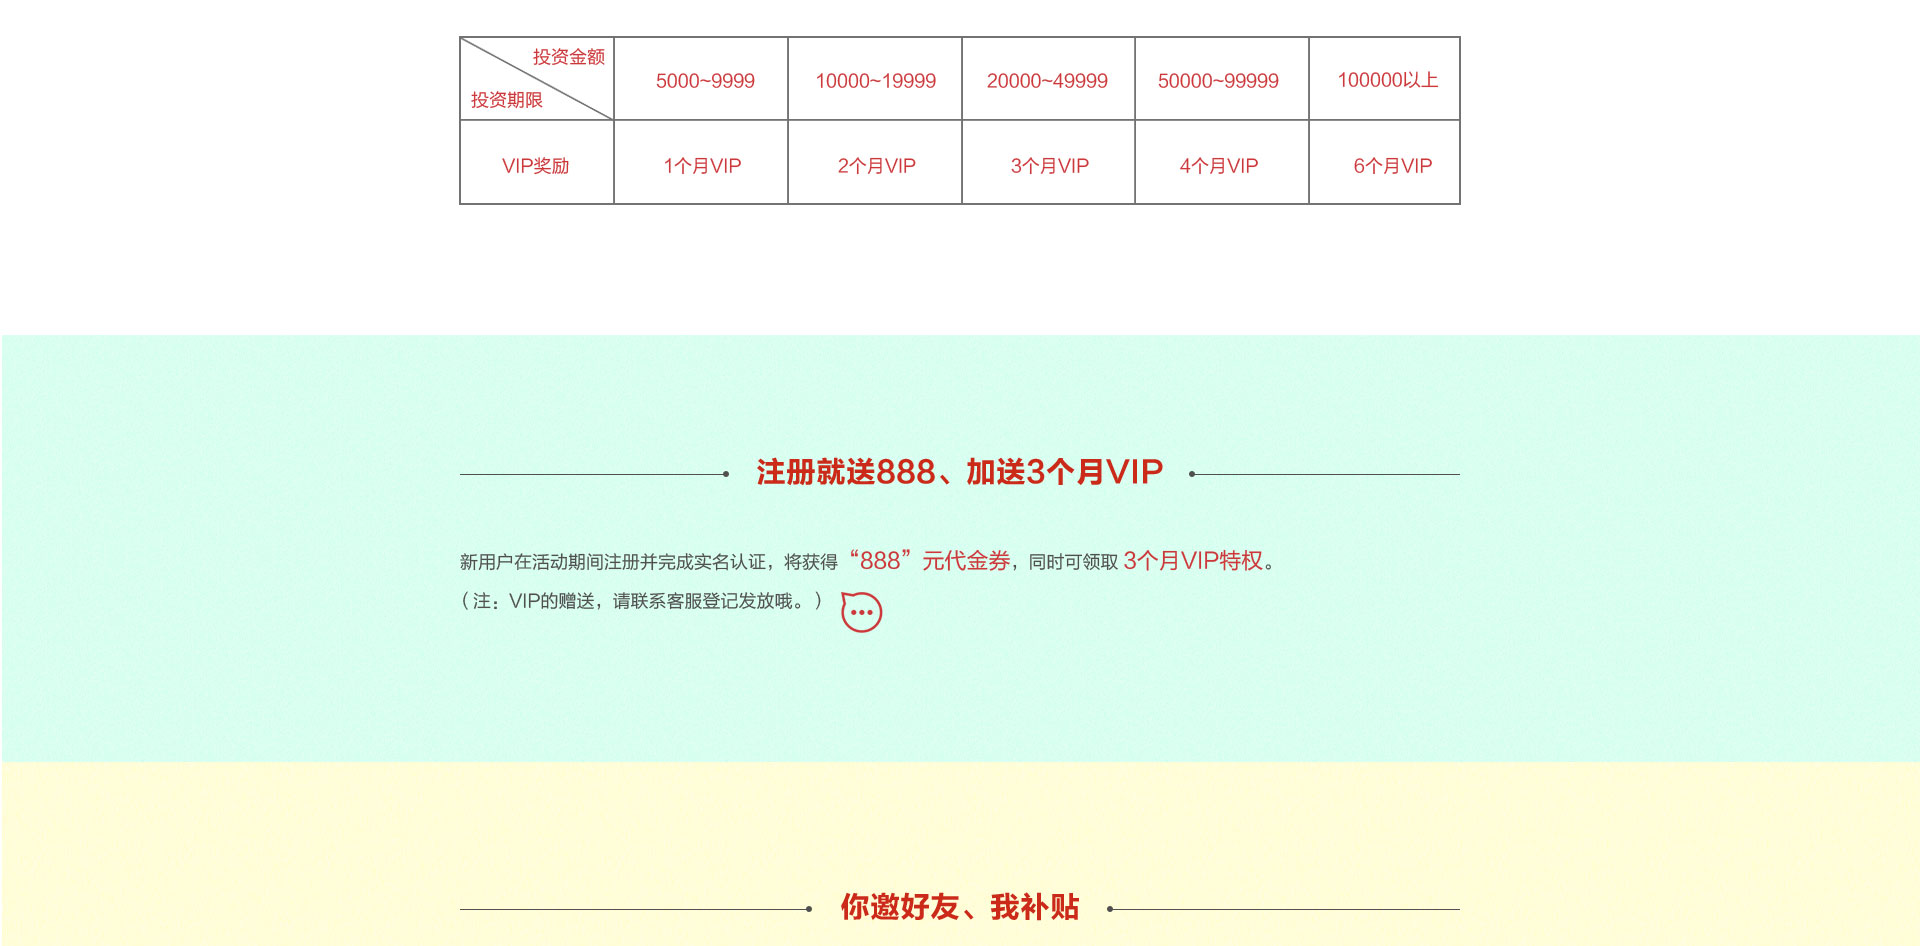 投资金额
投资期限
5000~9999
10000~19999
20000~49999
50000~99999
100000以上
VIP奖励
1个月VIP
2个月VIP
3个月VIP
4个月VIP
6个月VIP
注册就送888、加送3个月VIP
新用户在活动期间注册并完成实名认证，将获得“888”元代金券，同时可领取 3个月VIP特权。
（注：VIP的赠送，请联系客服登记发放哦。）
你邀好友、我补贴